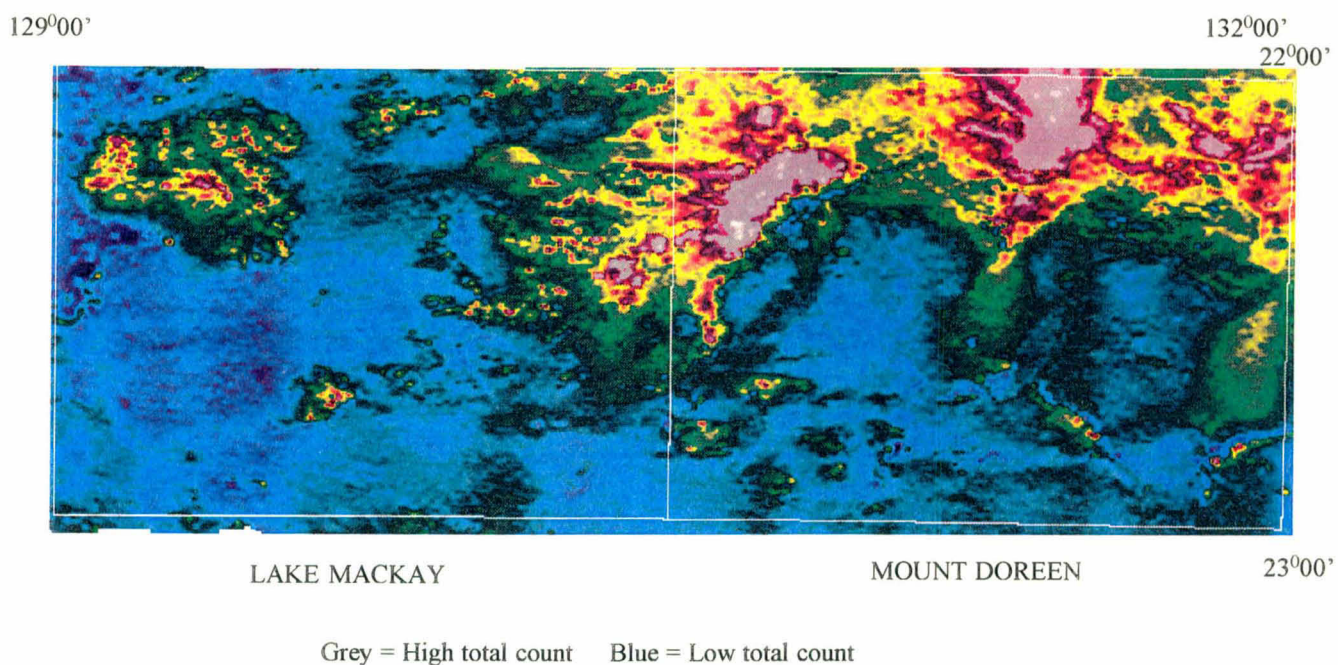 129⁰00'
132⁰00'
22⁰00'
LAKE MACKAY
MOUNT DOREEN
23⁰00'
Grey = High total count Blue = Low total count